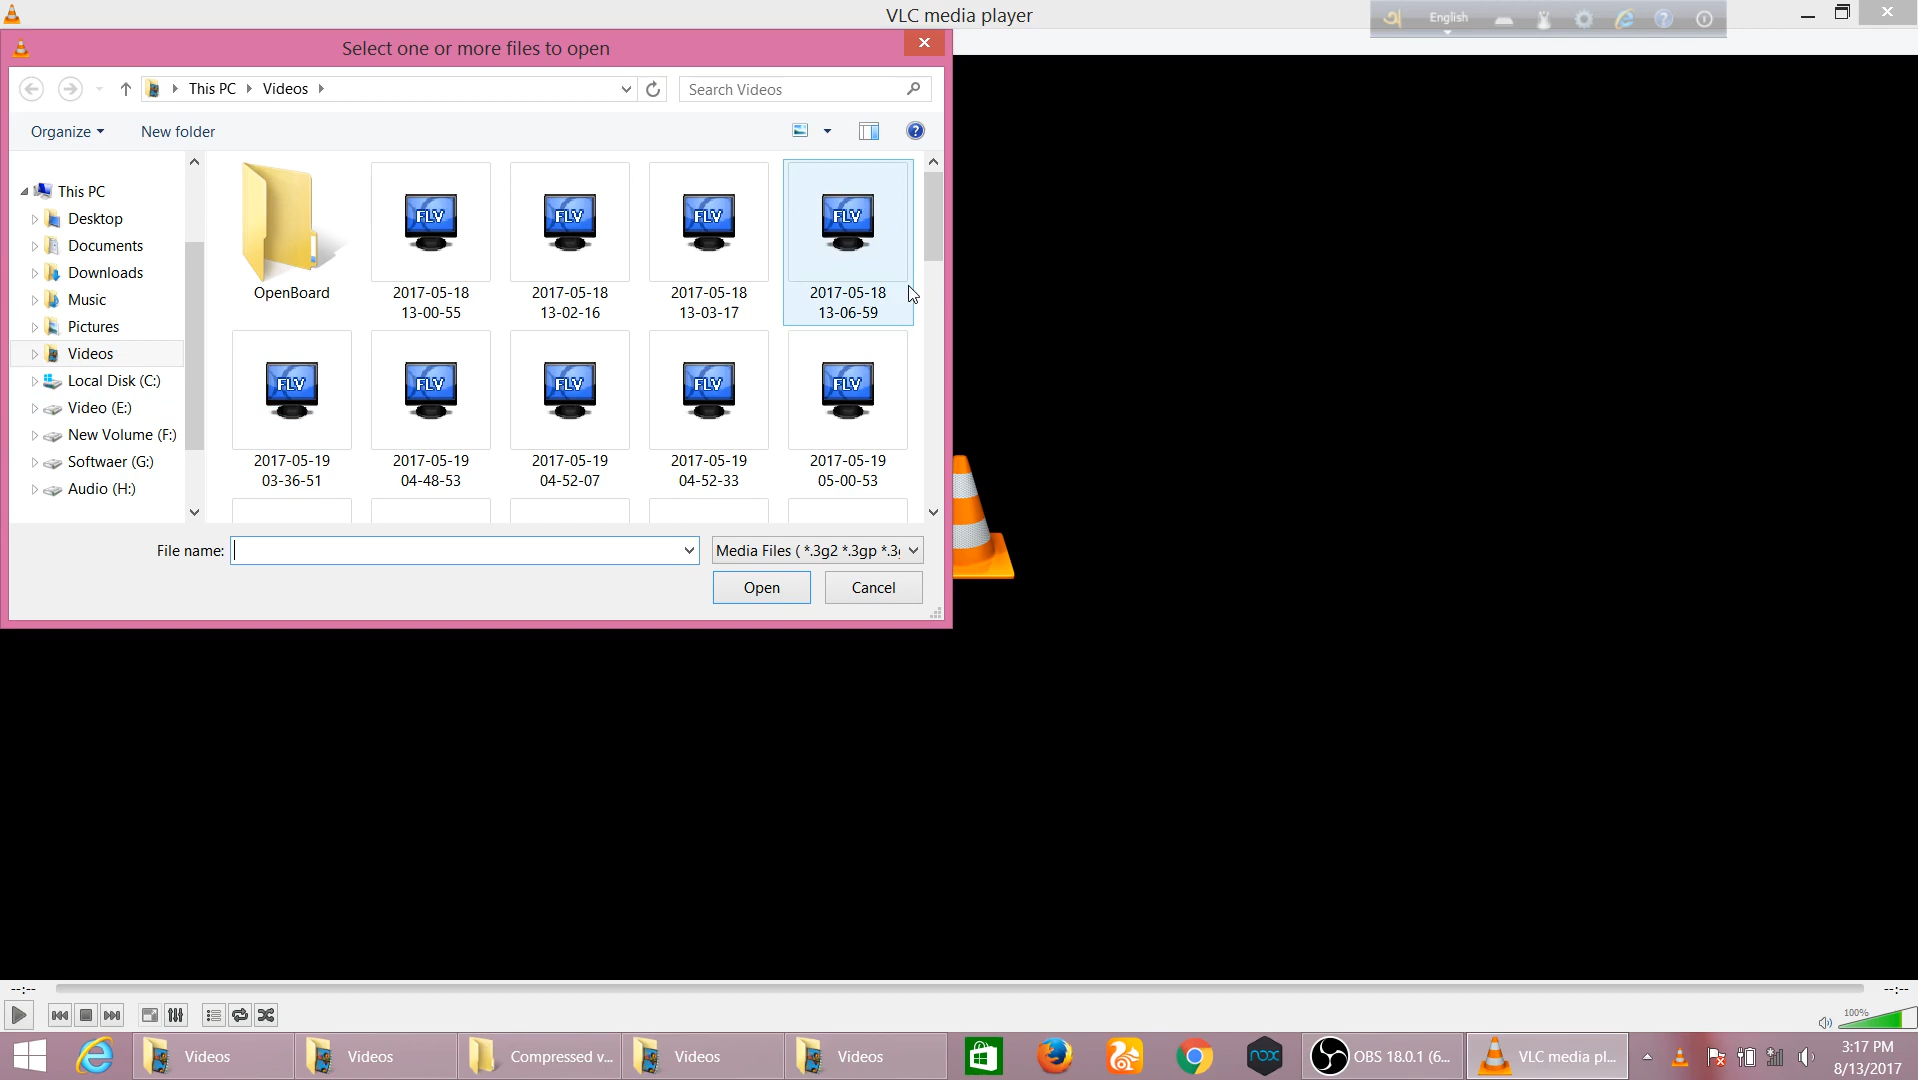 VLC media player
অ English
Select one or more files to open
This PC Videos
Search Videos
Organize New folder
This PC
Desktop
Documents
Downloads
Music
Pictures
Videos
Local Disk (C:)
Video (E:)
New Volume (F:)
Softwaer (G:)
Audio (H:)
OpenBoard
FLV
2017-05-18
13-00-55
FLV
2017-05-18
13-02-16
FLV
2017-05-18
13-03-17
FLV
2017-05-18
13-06-59
FLV
2017-05-19
03-36-51
FLV
2017-05-19
04-48-53
FLV
2017-05-19
04-52-07
FLV
2017-05-19
04-52-33
FLV
2017-05-19
05-00-53
File name:
Media Files ( *.3g2 *.3gp *.3g
Open Cancel
--:-- --:--
100%
Videos Videos Compressed v... Videos Videos nox OBS 18.0.1 (6... VLC media pl...
3:17 PM
8/13/2017